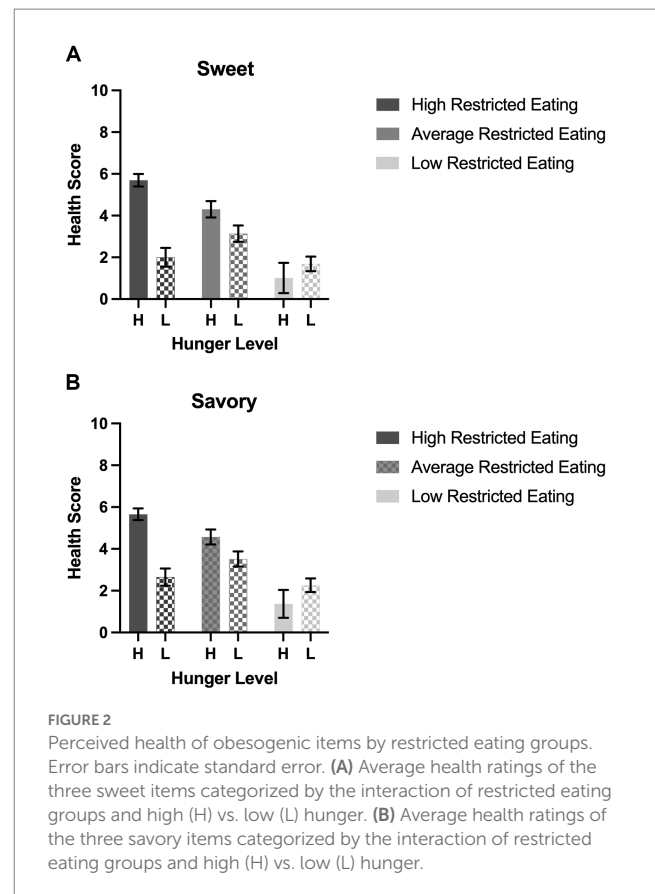 A
Sweet
10
8
6
4
2
0
Health Score
H L H L H L
Hunger Level
High Restricted Eating
Average Restricted Eating
Low Restricted Eating
B
Savory
10
8
6
4
2
0
Health Score
H L H L H L
Hunger Level
High Restricted Eating
Average Restricted Eating
Low Restricted Eating
FIGURE 2
Perceived health of obesogenic items by restricted eating groups.
Error bars indicate standard error. (A) Average health ratings of the
three sweet items categorized by the interaction of restricted eating
groups and high (H) vs. low (L) hunger. (B) Average health ratings of
the three savory items categorized by the interaction of restricted
eating groups and high (H) vs. low (L) hunger.